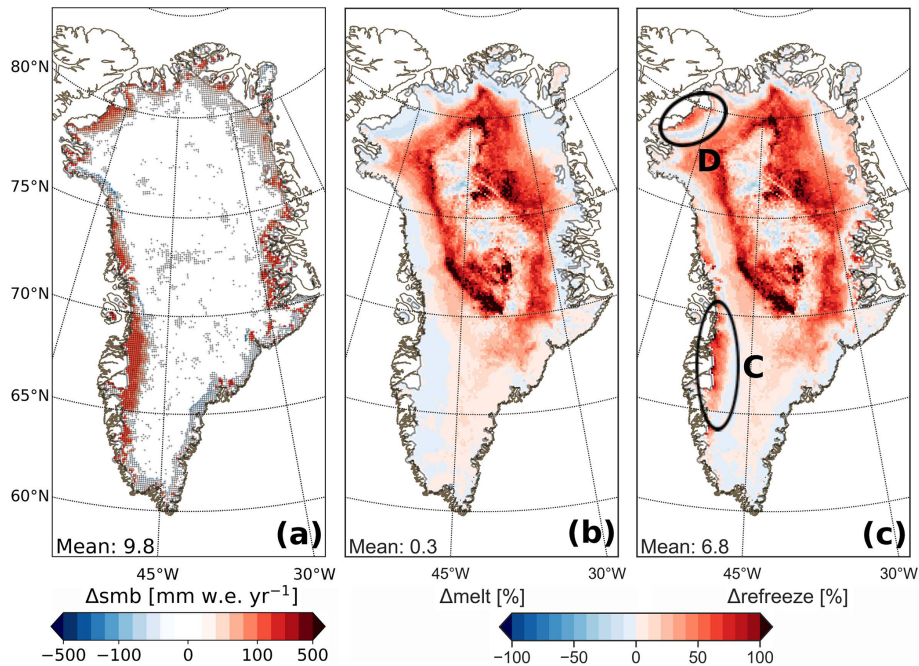 80°N
75°N
70°N
65°N
60°N
D
C
Mean: 9.8 (a)
Mean: 0.3 (b)
Mean: 6.8 (c)
45°W 30°W 45°W 30°W 45°W 30°W
Δsmb [mm w.e. yr⁻¹]
−500 −100 0 100 500
Δmelt [%] Δrefreeze [%]
−100 −50 0 50 100